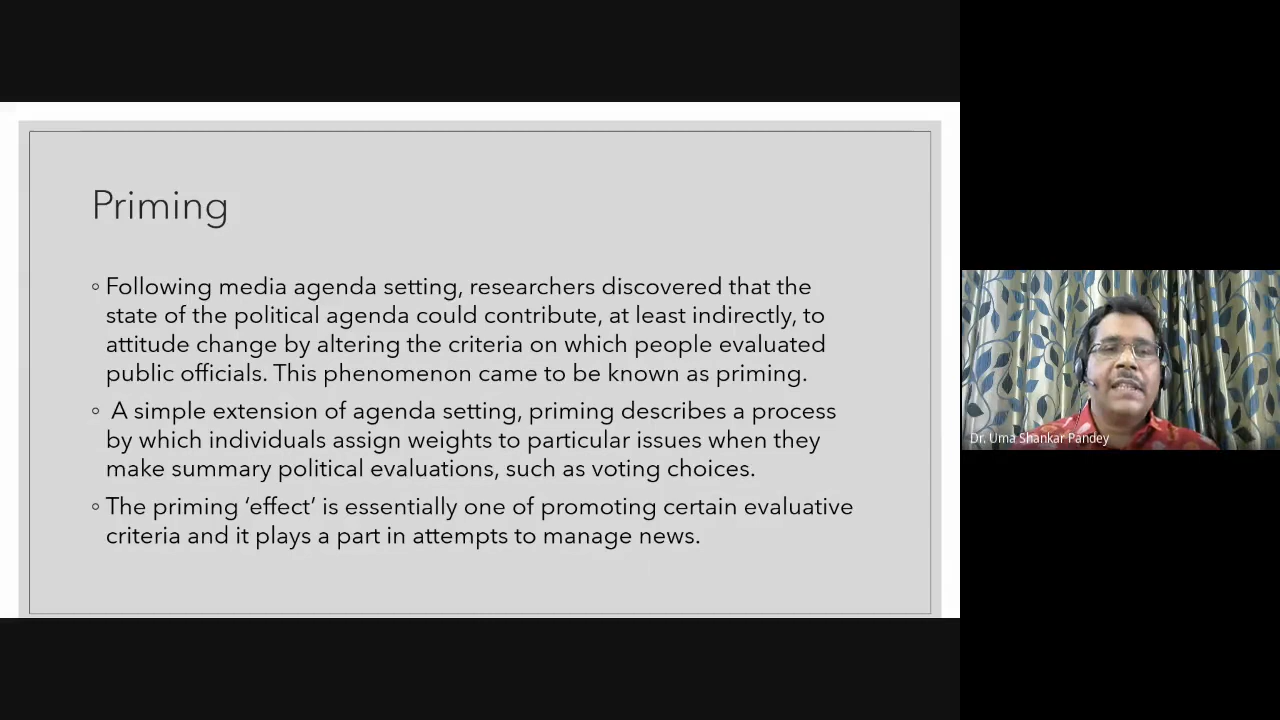 Priming
◦ Following media agenda setting, researchers discovered that the
state of the political agenda could contribute, at least indirectly, to
attitude change by altering the criteria on which people evaluated
public officials. This phenomenon came to be known as priming.
◦ A simple extension of agenda setting, priming describes a process
by which individuals assign weights to particular issues when they
make summary political evaluations, such as voting choices.
◦ The priming ‘effect’ is essentially one of promoting certain evaluative
criteria and it plays a part in attempts to manage news.
Dr. Uma Shankar Pandey